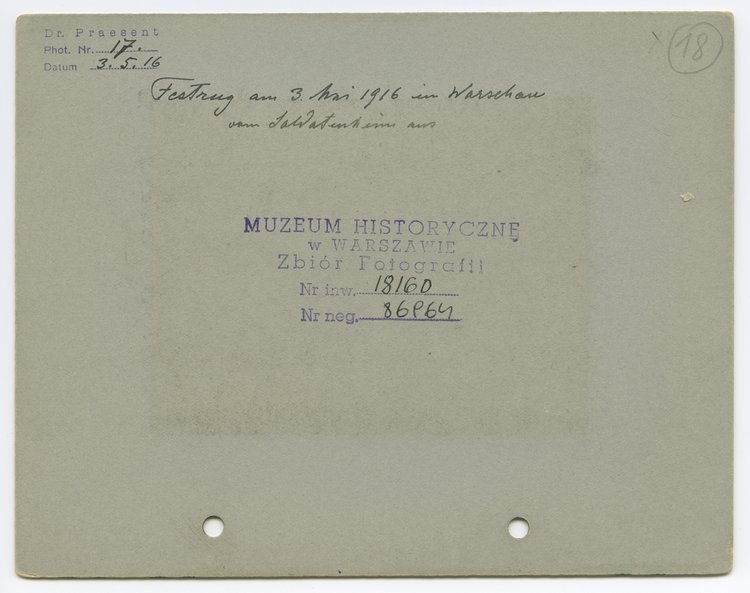 Dr. Praesent
Phot. Nr. 17.
Datum 3.5.16
18
Festzug am 3. Mai 1916 in Warschau
vom Soldatenheim aus
MUZEUM HISTORYCZNE
w WARSZAWIE
Zbiór Fotografii
Nr inw. 18160
Nr neg.